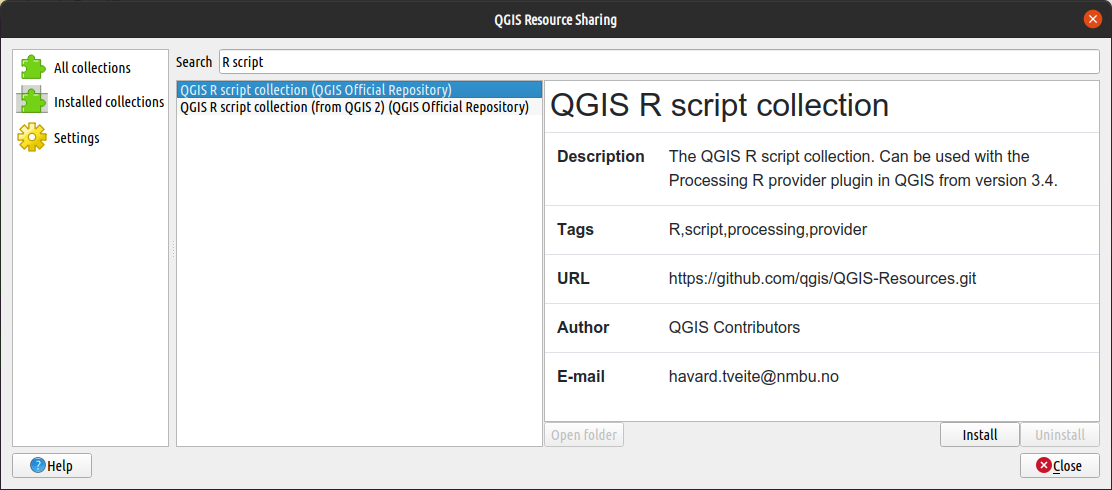 QGIS Resource Sharing
All collections
Installed collections
Settings
Search R script
QGIS R script collection (QGIS Official Repository)
QGIS R script collection (from QGIS 2) (QGIS Official Repository)
QGIS R script collection
Description The QGIS R script collection. Can be used with the
Processing R provider plugin in QGIS from version 3.4.
Tags R,script,processing,provider
URL https://github.com/qgis/QGIS-Resources.git
Author QGIS Contributors
E-mail havard.tveite@nmbu.no
Open folder Install Uninstall
Help Close